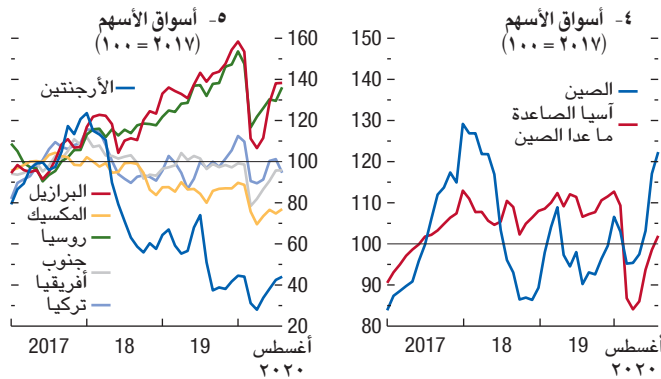 ٤- أسواق الأسهم
(٢٠١٧ = ١٠٠)
150
140
130
120
110
100
90
80
الصين
آسيا الصاعدة
ما عدا الصين
2017
18
19
أغسطس
٢٠٢٠
٥- أسواق الأسهم
(٢٠١٧ = ١٠٠)
160
140
120
100
80
60
40
20
الأرجنتين
البرازيل
المكسيك
روسيا
جنوب
أفريقيا
تركيا
2017
18
19
أغسطس
٢٠٢٠